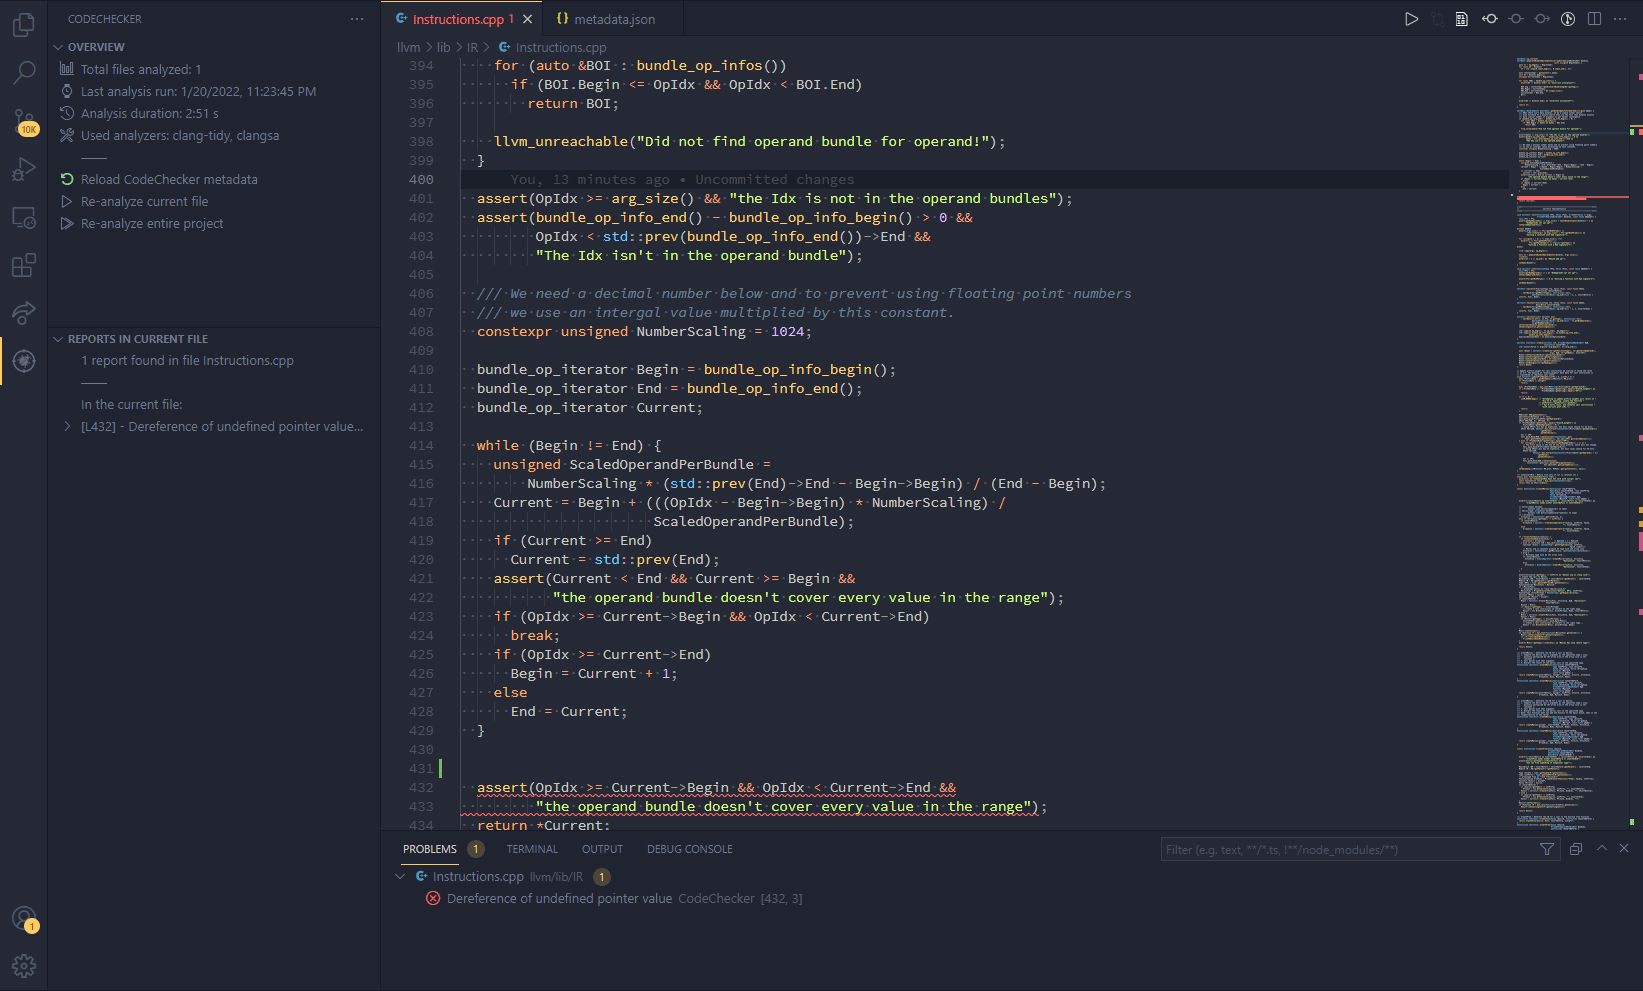 CODECHECKER
OVERVIEW
Total files analyzed: 1
Last analysis run: 1/20/2022, 11:23:45 PM
Analysis duration: 2:51 s
Used analyzers: clang-tidy, clangsa
Reload CodeChecker metadata
Re-analyze current file
Re-analyze entire project
REPORTS IN CURRENT FILE
1 report found in file Instructions.cpp
In the current file:
[L432] - Dereference of undefined pointer value...
10K
1
Instructions.cpp 1
metadata.json
llvm > lib > IR > Instructions.cpp
394 for (auto &BOI : bundle_op_infos())
395 if (BOI.Begin <= OpIdx && OpIdx < BOI.End)
396 return BOI;
397
398 llvm_unreachable("Did not find operand bundle for operand!");
399 }
400 You, 13 minutes ago • Uncommitted changes
401 assert(OpIdx >= arg_size() && "the Idx is not in the operand bundles");
402 assert(bundle_op_info_end() - bundle_op_info_begin() > 0 &&
403 OpIdx < std::prev(bundle_op_info_end())->End &&
404 "The Idx isn't in the operand bundle");
405
406 /// We need a decimal number below and to prevent using floating point numbers
407 /// we use an intergal value multiplied by this constant.
408 constexpr unsigned NumberScaling = 1024;
409
410 bundle_op_iterator Begin = bundle_op_info_begin();
411 bundle_op_iterator End = bundle_op_info_end();
412 bundle_op_iterator Current;
413
414 while (Begin != End) {
415 unsigned ScaledOperandPerBundle =
416 NumberScaling * (std::prev(End)->End - Begin->Begin) / (End - Begin);
417 Current = Begin + (((OpIdx - Begin->Begin) * NumberScaling) /
418 ScaledOperandPerBundle);
419 if (Current >= End)
420 Current = std::prev(End);
421 assert(Current < End && Current >= Begin &&
422 "the operand bundle doesn't cover every value in the range");
423 if (OpIdx >= Current->Begin && OpIdx < Current->End)
424 break;
425 if (OpIdx >= Current->End)
426 Begin = Current + 1;
427 else
428 End = Current;
429 }
430
431
432 assert(OpIdx >= Current->Begin && OpIdx < Current->End &&
433 "the operand bundle doesn't cover every value in the range");
434 return *Current;
PROBLEMS 1 TERMINAL OUTPUT DEBUG CONSOLE
Filter (e.g. text, **/*.ts, !**/node_modules/**)
Instructions.cpp llvm/lib/IR 1
Dereference of undefined pointer value CodeChecker [432, 3]